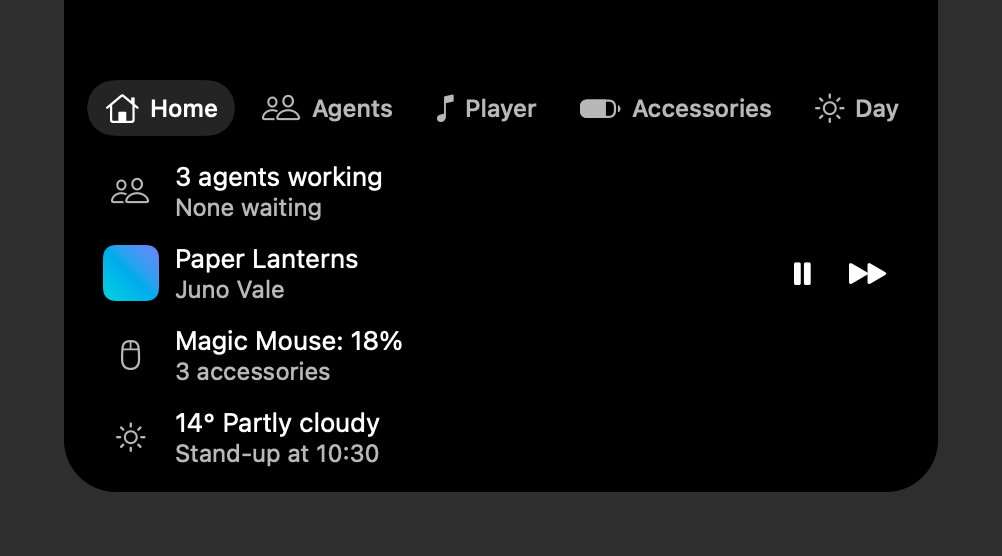 Home Agents Player Accessories Day
3 agents working
None waiting
Paper Lanterns
Juno Vale
Magic Mouse: 18%
3 accessories
14° Partly cloudy
Stand-up at 10:30